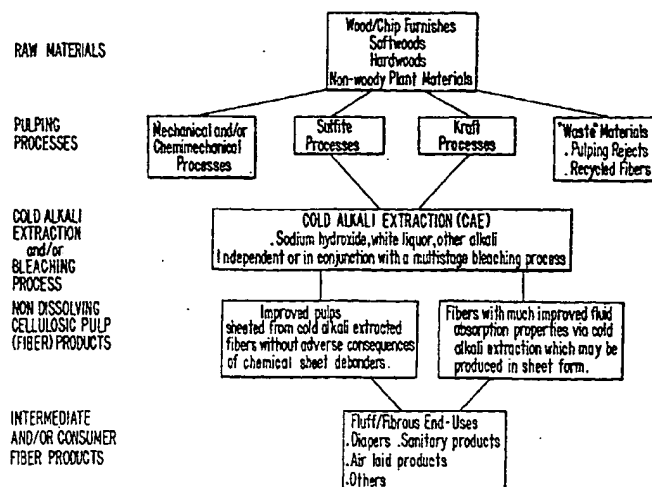 RAW MATERIALS
Wood/Chip Furnishes
Softwoods
Hardwoods
Non-woody Plant Materials
PULPING
PROCESSES
Mechanical and/or
Chemimechanical
Processes
Sulfite
Processes
Kraft
Processes
"Waste" Materials
. Pulping Rejects
. Recycled Fibers
COLD ALKALI
EXTRACTION
and/or
BLEACHING
PROCESS
COLD ALKALI EXTRACTION (CAE)
. Sodium hydroxide, white liquor, other alkali
Independent or in conjunction with a multistage bleaching process
NON DISSOLVING
CELLULOSIC PULP
(FIBER) PRODUCTS
Improved pulps
sheeted from cold alkali extracted
fibers without adverse consequences
of chemical sheet debonders.
Fibers with much improved fluid
absorption properties via cold
alkali extraction which may be
produced in sheet form.
INTERMEDIATE
AND/OR CONSUMER
FIBER PRODUCTS
Fluff/Fibrous End-Uses
. Diapers . Sanitary products
. Air laid products
. Others